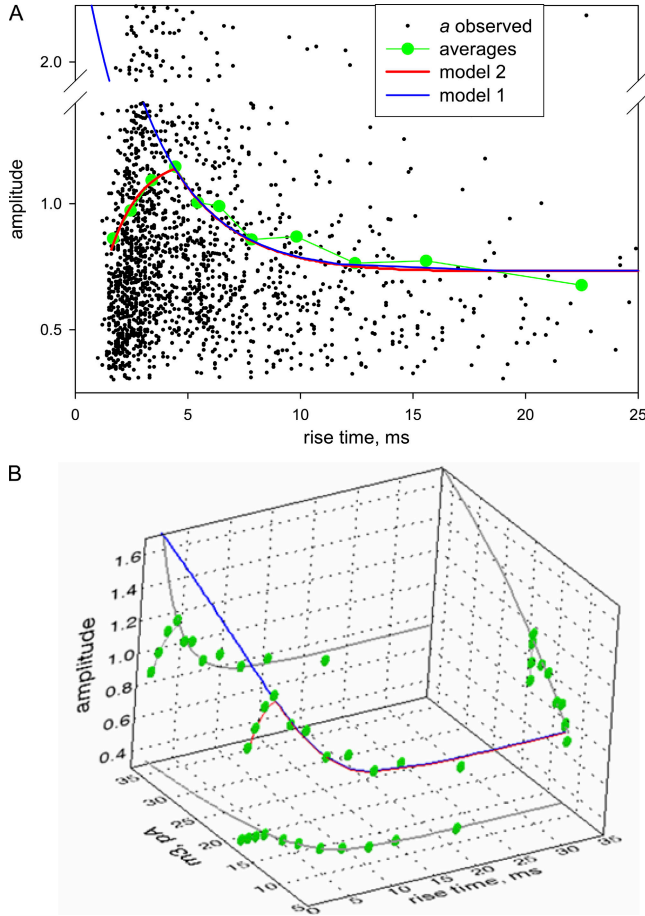 A
a observed
averages
model 2
model 1
2.0
1.0
0.5
amplitude
0 5 10 15 20 25
rise time, ms
B
1.6
1.4
1.2
1.0
0.8
0.6
0.4
amplitude
35
30
25
20
15
10
5
m3, pA
0 5 10 15 20 25 30 35
rise time, ms